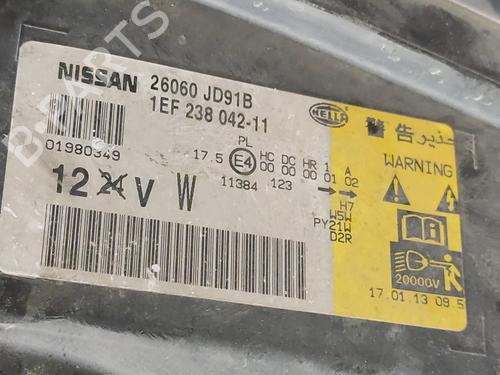 B-PARTS
NISSAN 26060 JD91B
1EF 238 042-11
HELLA
警告 تحذير
01980349
PL
17.5 E4 HC DC HR 1 A
00 00 00 01 02
11384 123
12 24 V W
WARNING
H7
W5W
PY21W
D2R
20000V
17.01.13 09.5